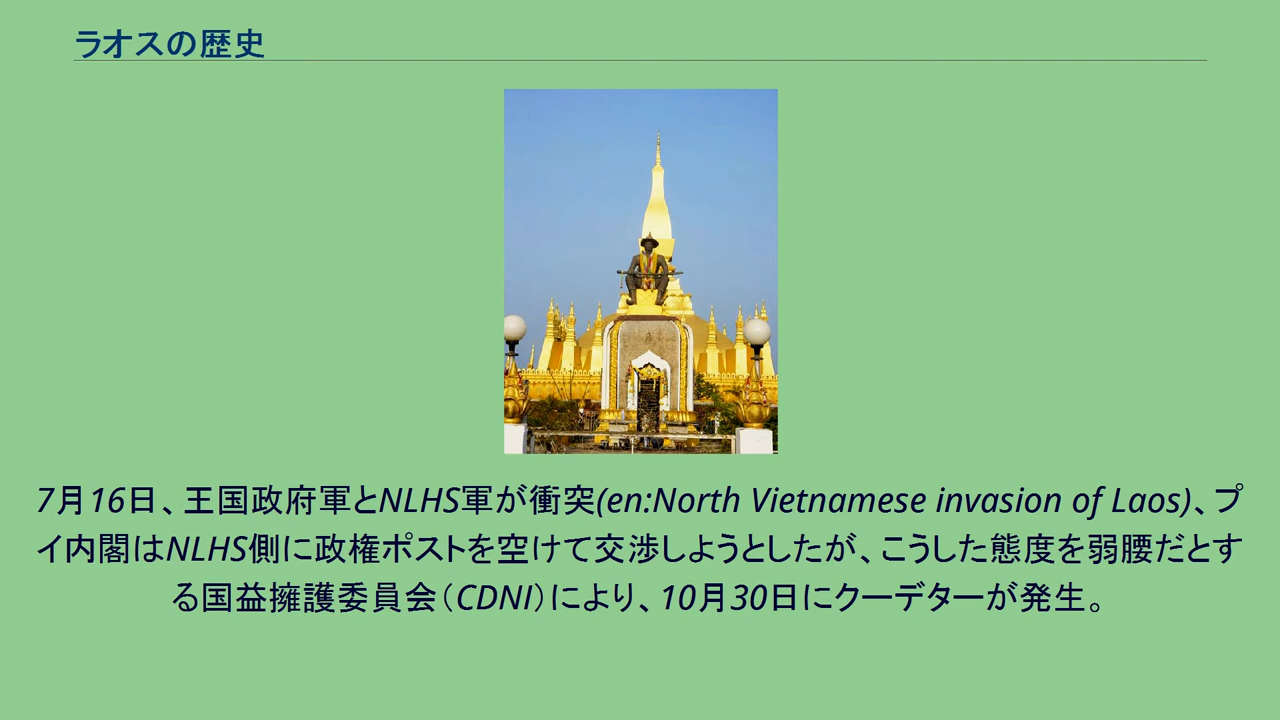 ラオスの歴史
7月16日、王国政府軍とNLHS軍が衝突(en:North Vietnamese invasion of Laos)、プ
イ内閣はNLHS側に政権ポストを空けて交渉しようとしたが、こうした態度を弱腰だとす
る国益擁護委員会（CDNI）により、10月30日にクーデターが発生。